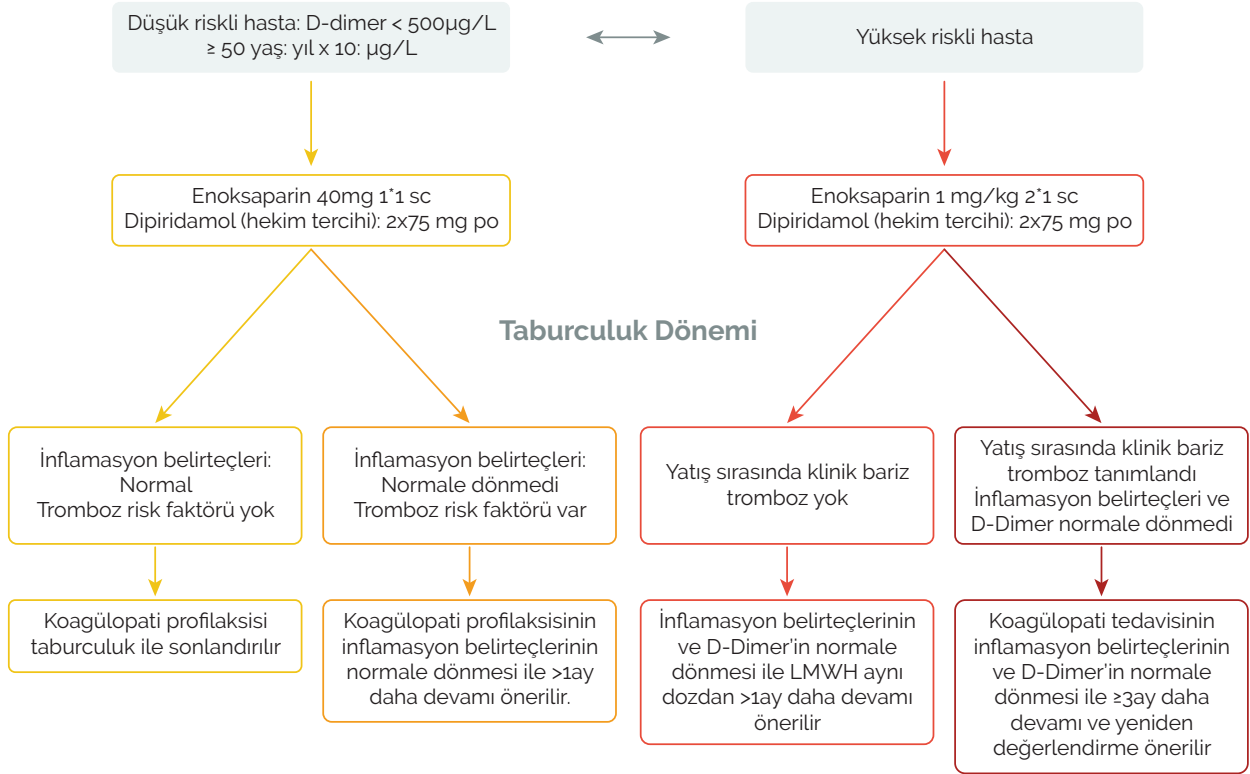 Düşük riskli hasta: D-dimer < 500µg/L
≥ 50 yaş: yıl x 10: µg/L
Yüksek riskli hasta
Enoksaparin 40mg 1*1 sc
Dipiridamol (hekim tercihi): 2x75 mg po
Enoksaparin 1 mg/kg 2*1 sc
Dipiridamol (hekim tercihi): 2x75 mg po
Taburculuk Dönemi
İnflamasyon belirteçleri:
Normal
Tromboz risk faktörü yok
İnflamasyon belirteçleri:
Normale dönmedi
Tromboz risk faktörü var
Yatış sırasında klinik bariz
tromboz yok
Yatış sırasında klinik bariz
tromboz tanımlandı
İnflamasyon belirteçleri ve
D-Dimer normale dönmedi
Koagülopati profilaksisi
taburculuk ile sonlandırılır
Koagülopati profilaksisinin
inflamasyon belirteçlerinin
normale dönmesi ile >1ay
daha devamı önerilir.
İnflamasyon belirteçlerinin
ve D-Dimer'in normale
dönmesi ile LMWH aynı
dozdan >1ay daha devamı
önerilir
Koagülopati tedavisinin
inflamasyon belirteçlerinin
ve D-Dimer'in normale
dönmesi ile ≥3ay daha
devamı ve yeniden
değerlendirme önerilir